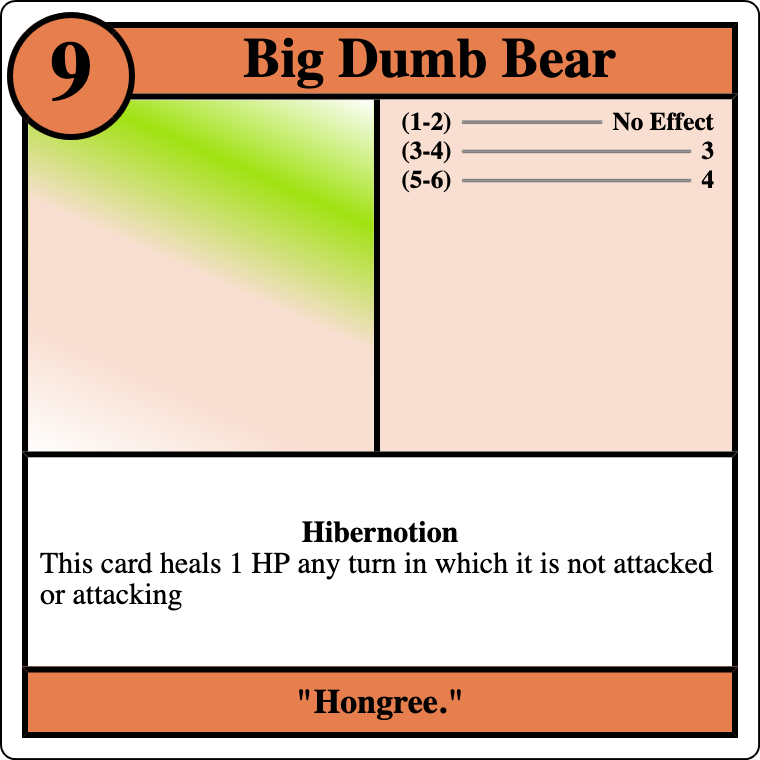 9
Big Dumb Bear
(1-2) No Effect
(3-4) 3
(5-6) 4
Hibernotion
This card heals 1 HP any turn in which it is not attacked
or attacking
"Hongree."